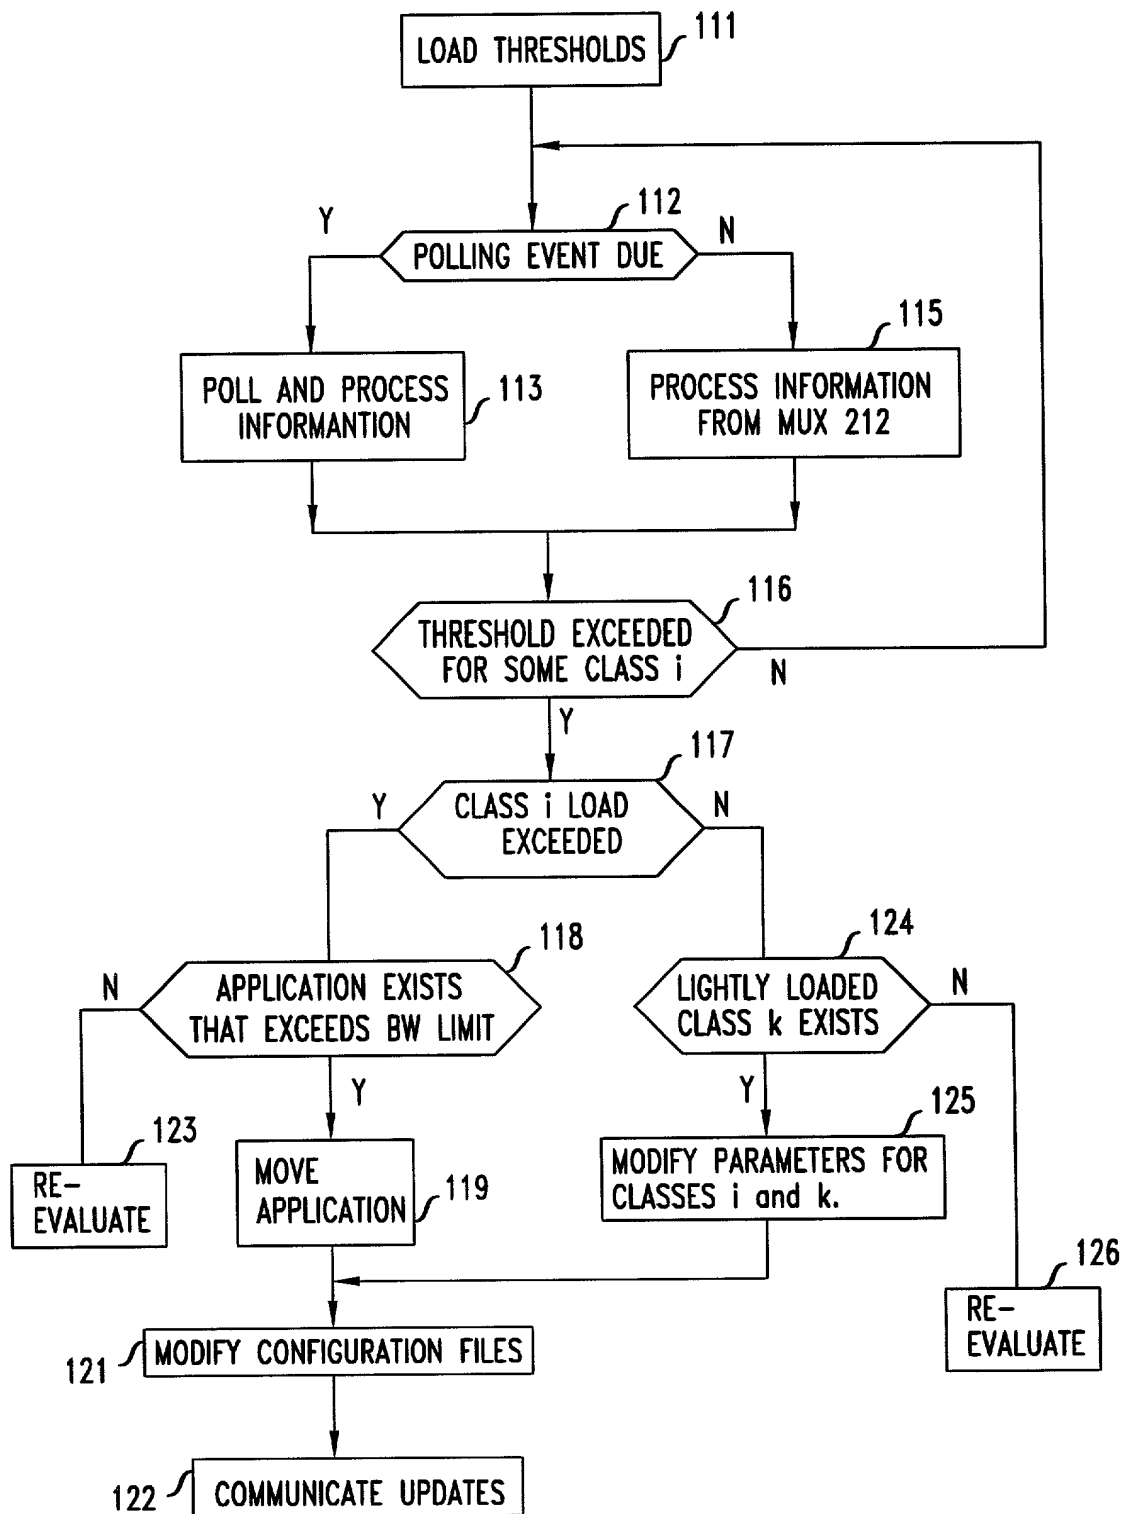 LOAD THRESHOLDS
111
112
Y
N
POLLING EVENT DUE
115
POLL AND PROCESS
INFORMANTION
113
PROCESS INFORMATION
FROM MUX 212
116
THRESHOLD EXCEEDED
FOR SOME CLASS i
N
Y
117
Y
N
CLASS i LOAD
EXCEEDED
118
124
N
APPLICATION EXISTS
THAT EXCEEDS BW LIMIT
LIGHTLY LOADED
CLASS k EXISTS
N
Y
Y
123
125
RE-
EVALUATE
MOVE
APPLICATION
119
MODIFY PARAMETERS FOR
CLASSES i and k.
126
RE-
EVALUATE
121
MODIFY CONFIGURATION FILES
122
COMMUNICATE UPDATES